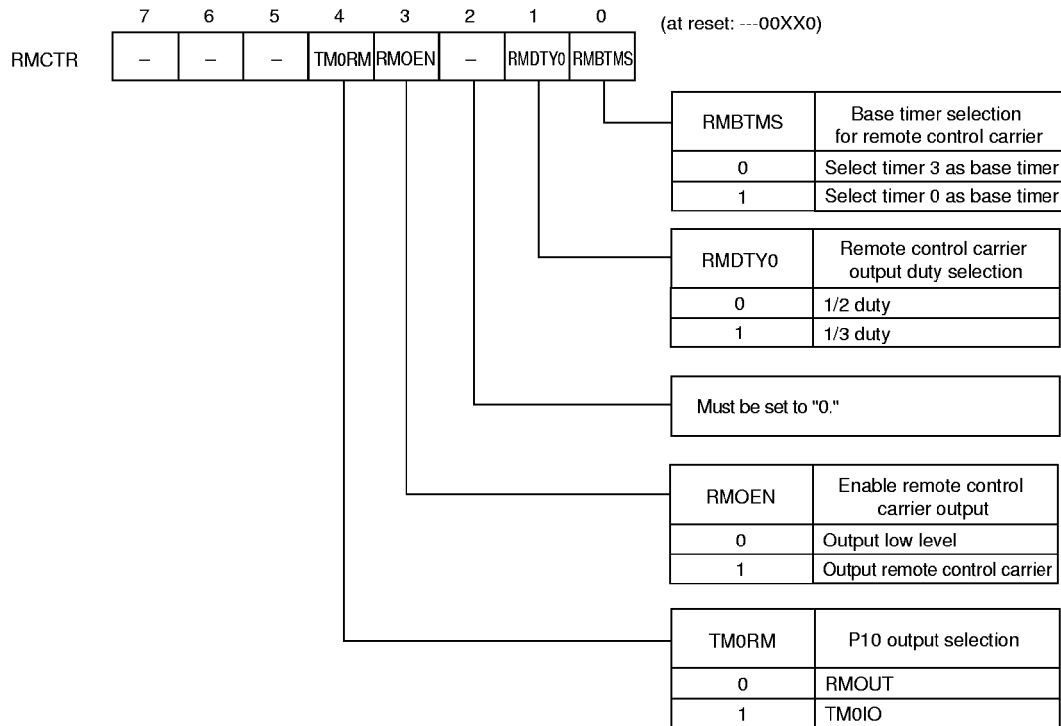 7 6 5 4 3 2 1 0 (at reset: ---00XX0)
RMCTR – – – TM0RM RMOEN – RMDTY0 RMBTMS
RMBTMS Base timer selection
for remote control carrier
0 Select timer 3 as base timer
1 Select timer 0 as base timer
RMDTY0 Remote control carrier
output duty selection
0 1/2 duty
1 1/3 duty
Must be set to "0."
RMOEN Enable remote control
carrier output
0 Output low level
1 Output remote control carrier
TM0RM P10 output selection
0 RMOUT
1 TM0IO